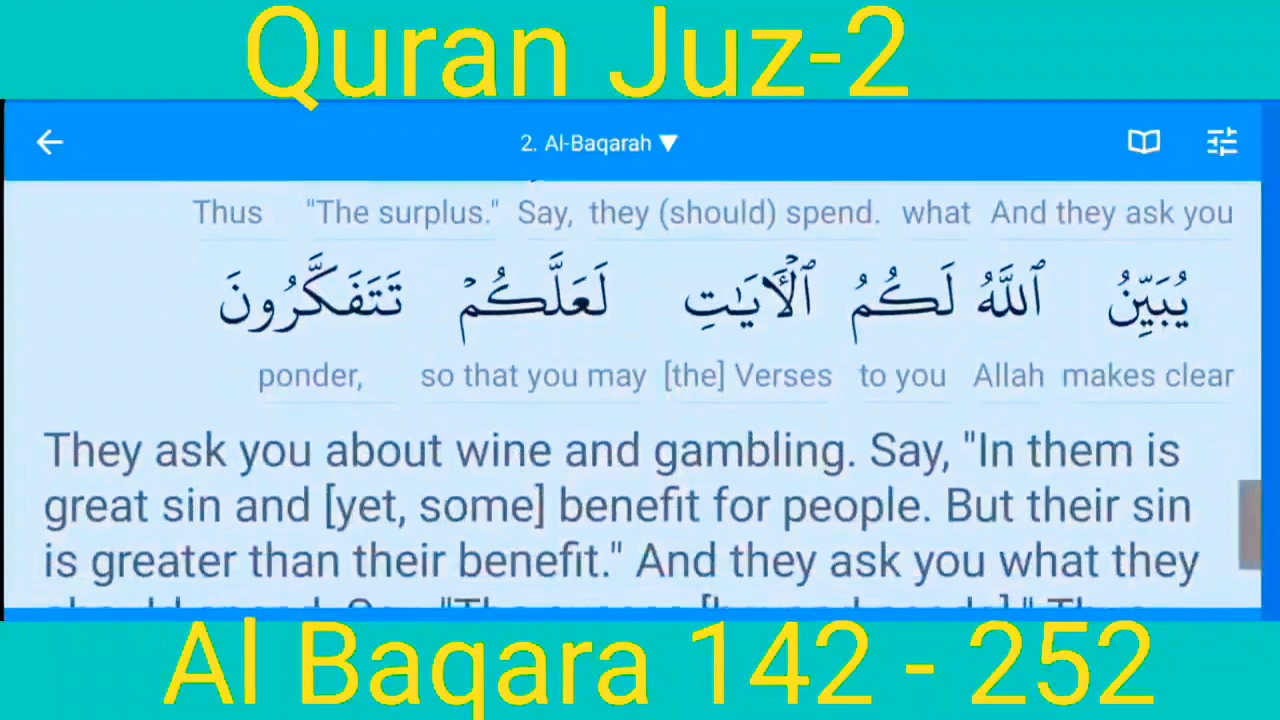 Quran Juz-2
2. Al-Baqarah ▼
Thus "The surplus." Say, they (should) spend. what And they ask you
يُبَيِّنُ ٱللَّهُ لَكُمُ ٱلْـَٔايَـٰتِ لَعَلَّكُمْ تَتَفَكَّرُونَ
ponder, so that you may [the] Verses to you Allah makes clear
They ask you about wine and gambling. Say, "In them is
great sin and [yet, some] benefit for people. But their sin
is greater than their benefit." And they ask you what they
Al Baqara 142 - 252